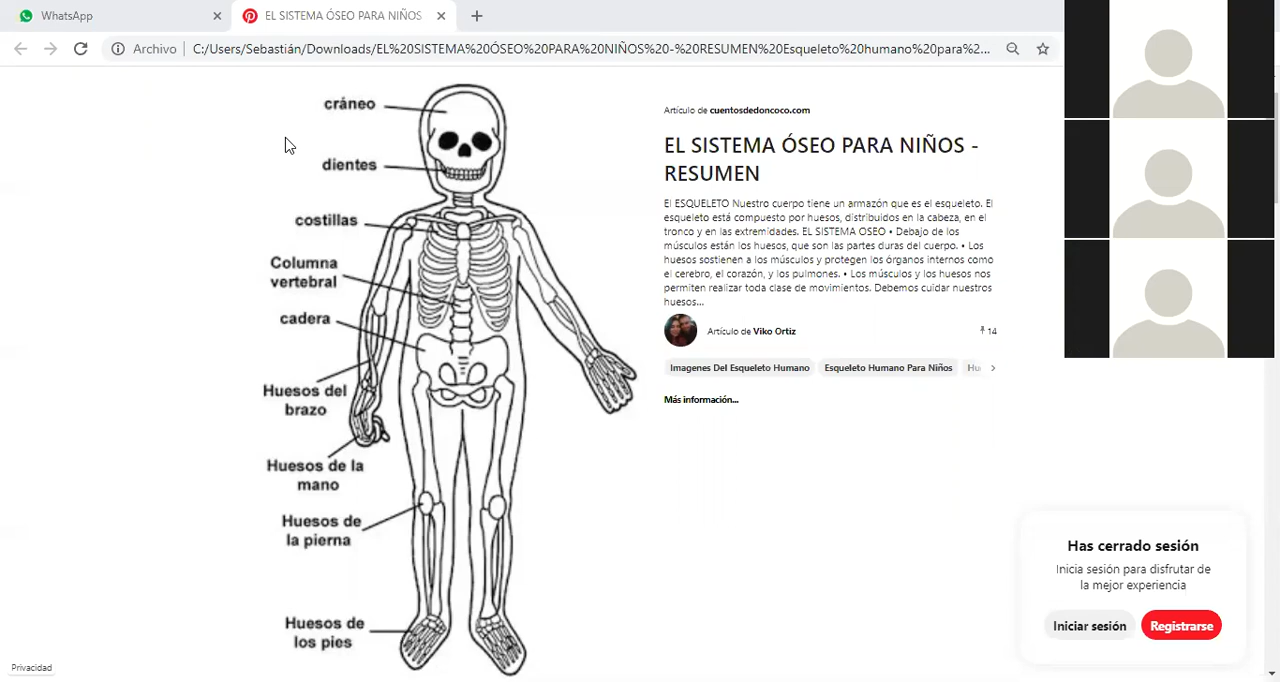 WhatsApp
EL SISTEMA ÓSEO PARA NIÑOS
Archivo
C:/Users/Sebastián/Downloads/EL%20SISTEMA%20ÓSEO%20PARA%20NIÑOS%20-%20RESUMEN%20Esqueleto%20humano%20para%2...
cráneo
dientes
costillas
Columna
vertebral
cadera
Huesos del
brazo
Huesos de la
mano
Huesos de
la pierna
Huesos de
los pies
Artículo de cuentosdedoncoco.com
EL SISTEMA ÓSEO PARA NIÑOS -
RESUMEN
El ESQUELETO Nuestro cuerpo tiene un armazón que es el esqueleto. El
esqueleto está compuesto por huesos, distribuidos en la cabeza, en el
tronco y en las extremidades. EL SISTEMA OSEO • Debajo de los
músculos están los huesos, que son las partes duras del cuerpo. • Los
huesos sostienen a los músculos y protegen los órganos internos como
el cerebro, el corazón, y los pulmones. • Los músculos y los huesos nos
permiten realizar toda clase de movimientos. Debemos cuidar nuestros
huesos...
Artículo de Viko Ortiz
14
Imagenes Del Esqueleto Humano
Esqueleto Humano Para Niños
Hu
Más información...
Has cerrado sesión
Inicia sesión para disfrutar de
la mejor experiencia
Iniciar sesión
Registrarse
Privacidad